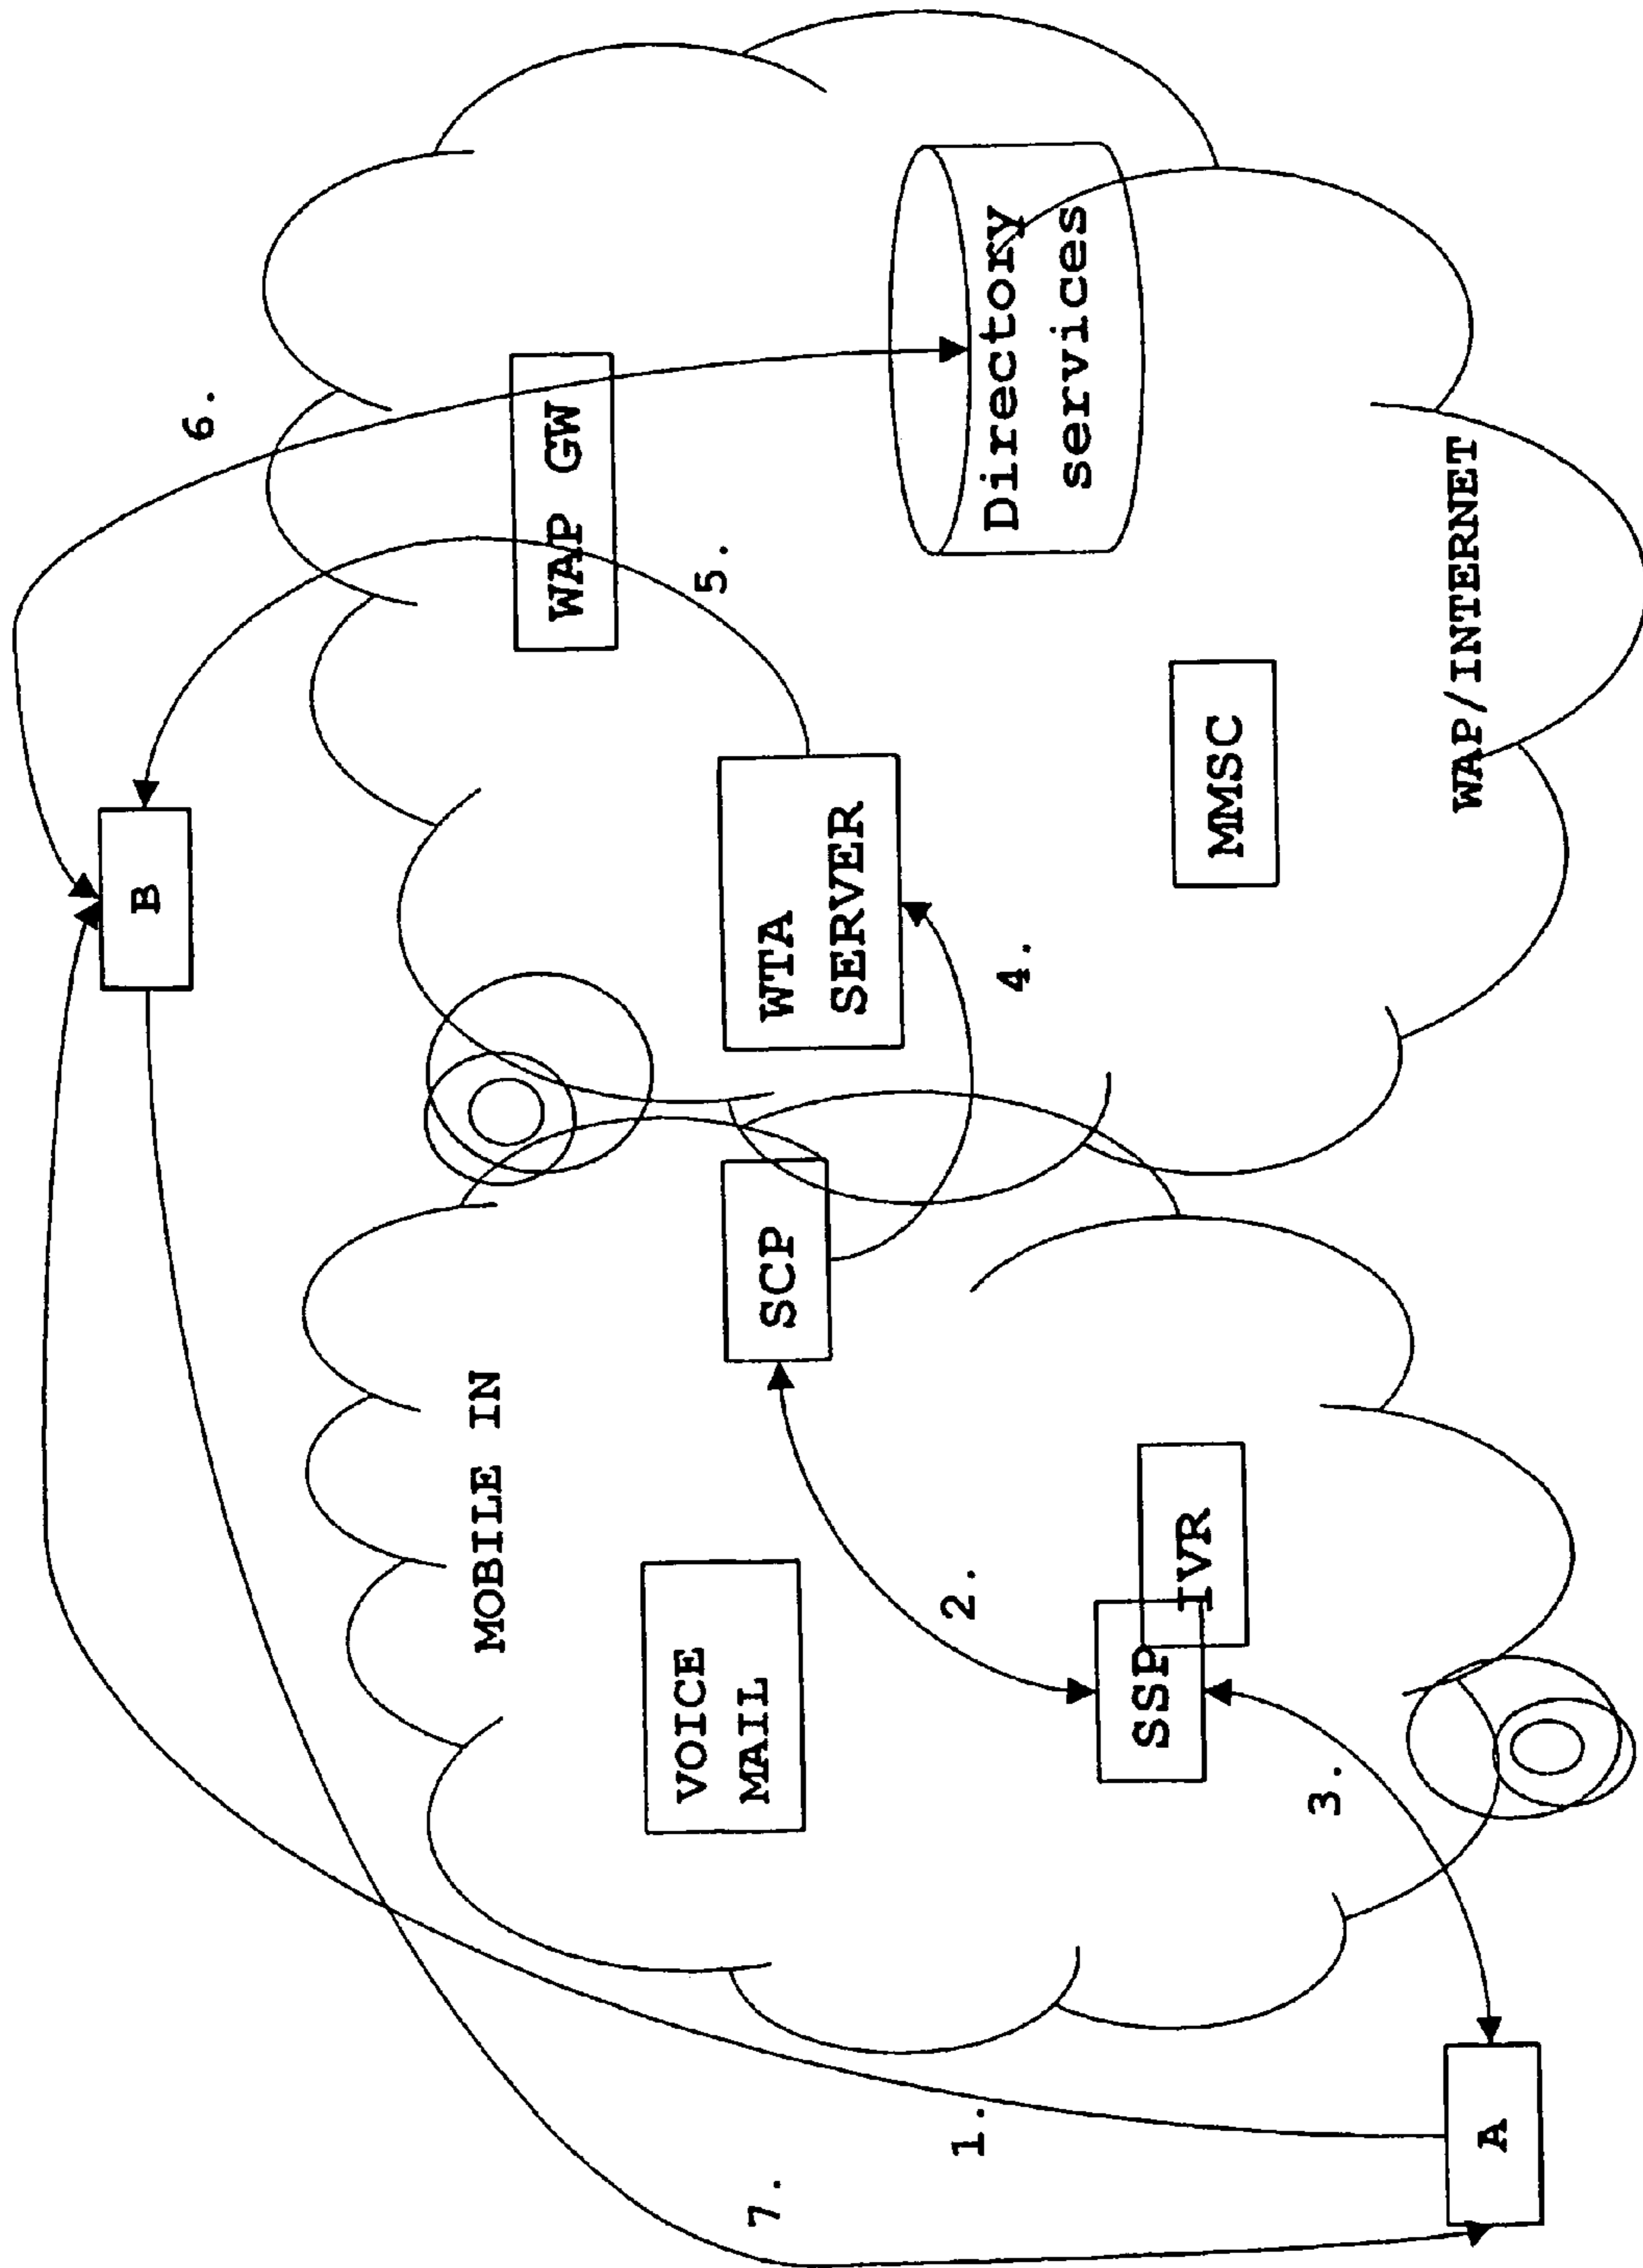 B
6.
MOBILE IN
WAP GW
5.
VOICE
MAIL
7.
SCP
WTA
SERVER
1.
2.
4.
Directory
services
SSP
IVR
MMSC
3.
WAP/INTERNET
A